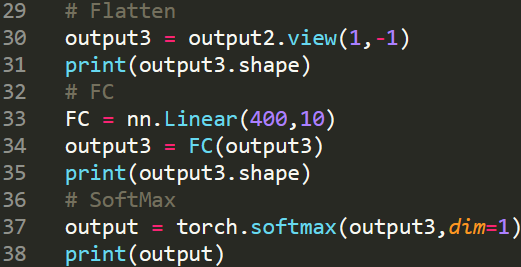 29 # Flatten
30 output3 = output2.view(1,-1)
31 print(output3.shape)
32 # FC
33 FC = nn.Linear(400,10)
34 output3 = FC(output3)
35 print(output3.shape)
36 # SoftMax
37 output = torch.softmax(output3,dim=1)
38 print(output)